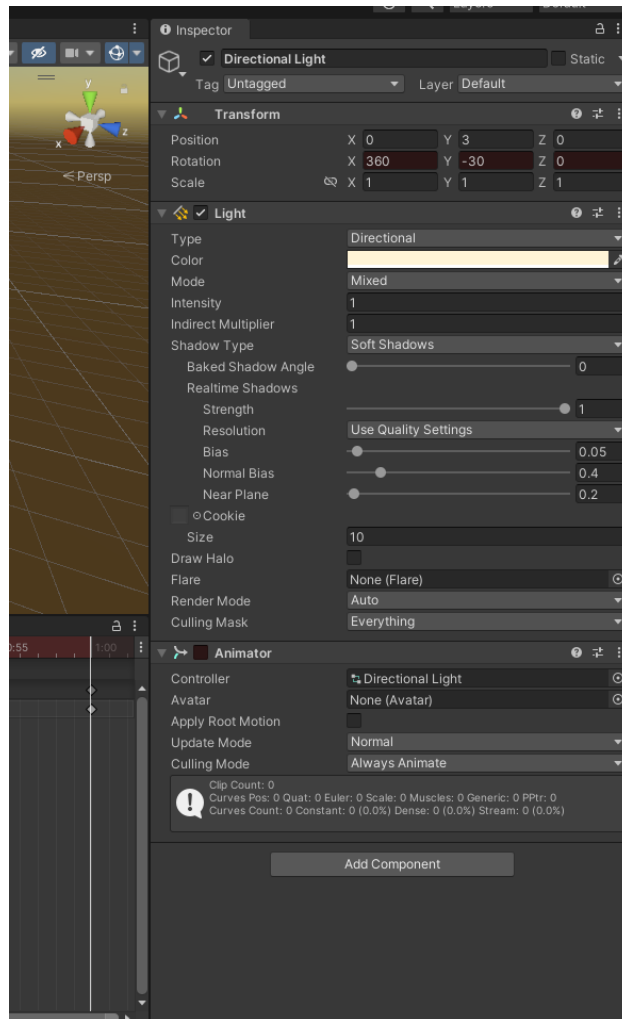 Inspector
Directional Light
Static
Tag Untagged Layer Default
y
x
z
Persp
Transform
Position X 0 Y 3 Z 0
Rotation X 360 Y -30 Z 0
Scale X 1 Y 1 Z 1
Light
Type Directional
Color
Mode Mixed
Intensity 1
Indirect Multiplier 1
Shadow Type Soft Shadows
Baked Shadow Angle 0
Realtime Shadows
Strength 1
Resolution Use Quality Settings
Bias 0.05
Normal Bias 0.4
Near Plane 0.2
Cookie
Size 10
Draw Halo
Flare None (Flare)
Render Mode Auto
Culling Mask Everything
0:55 1:00
Animator
Controller Directional Light
Avatar None (Avatar)
Apply Root Motion
Update Mode Normal
Culling Mode Always Animate
Clip Count: 0
Curves Pos: 0 Quat: 0 Euler: 0 Scale: 0 Muscles: 0 Generic: 0 PPtr: 0
Curves Count: 0 Constant: 0 (0.0%) Dense: 0 (0.0%) Stream: 0 (0.0%)
Add Component